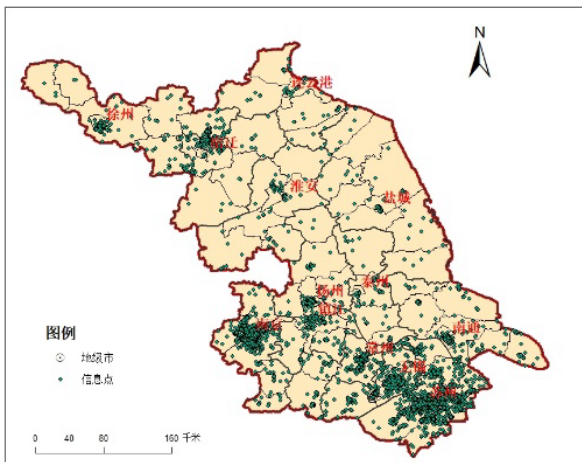 N
连云港
徐州
宿迁
淮安
盐城
泰州
扬州
镇江
南京
南通
常州
无锡
苏州
图例
地级市
信息点
0 40 80 160 千米